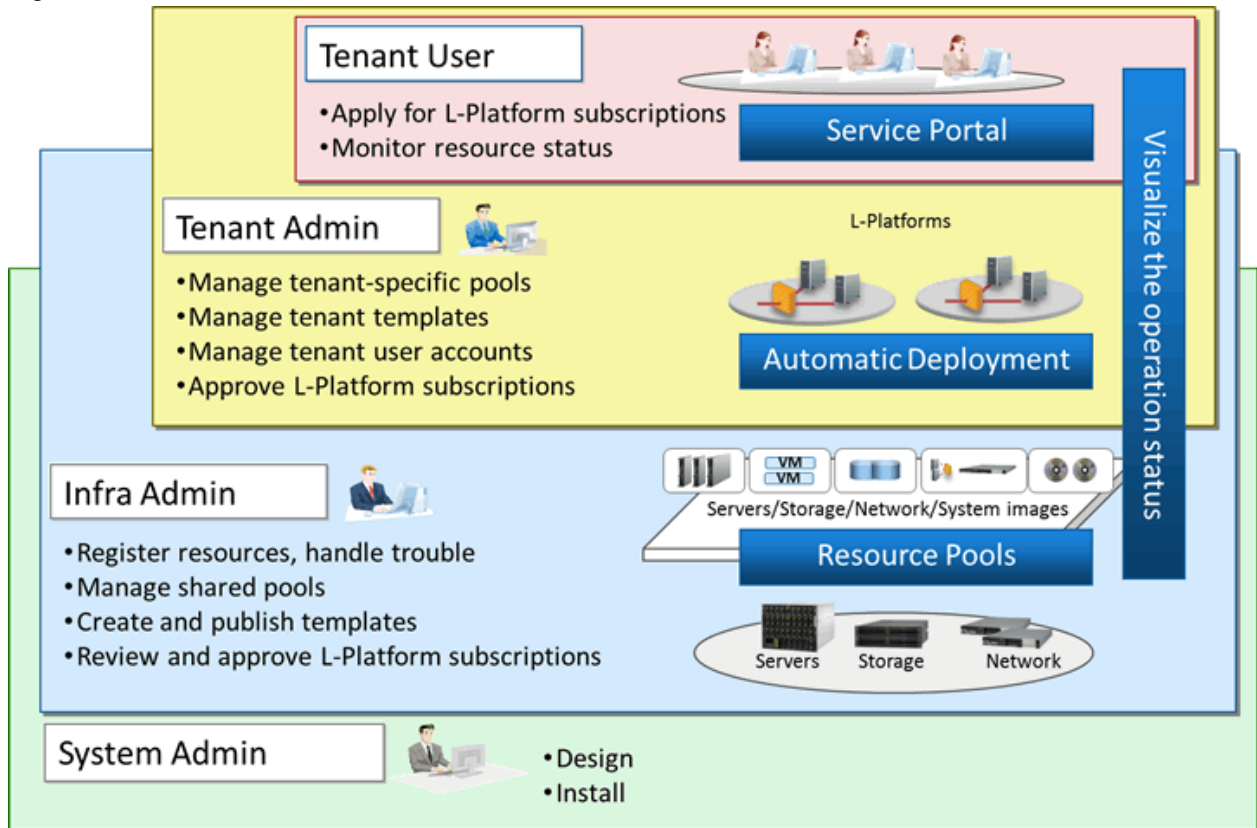 Tenant User
•Apply for L-Platform subscriptions
•Monitor resource status
Service Portal
Visualize the operation status
Tenant Admin
•Manage tenant-specific pools
•Manage tenant templates
•Manage tenant user accounts
•Approve L-Platform subscriptions
L-Platforms
Automatic Deployment
Infra Admin
•Register resources, handle trouble
•Manage shared pools
•Create and publish templates
•Review and approve L-Platform subscriptions
VM
VM
Servers/Storage/Network/System images
Resource Pools
Servers
Storage
Network
System Admin
•Design
•Install